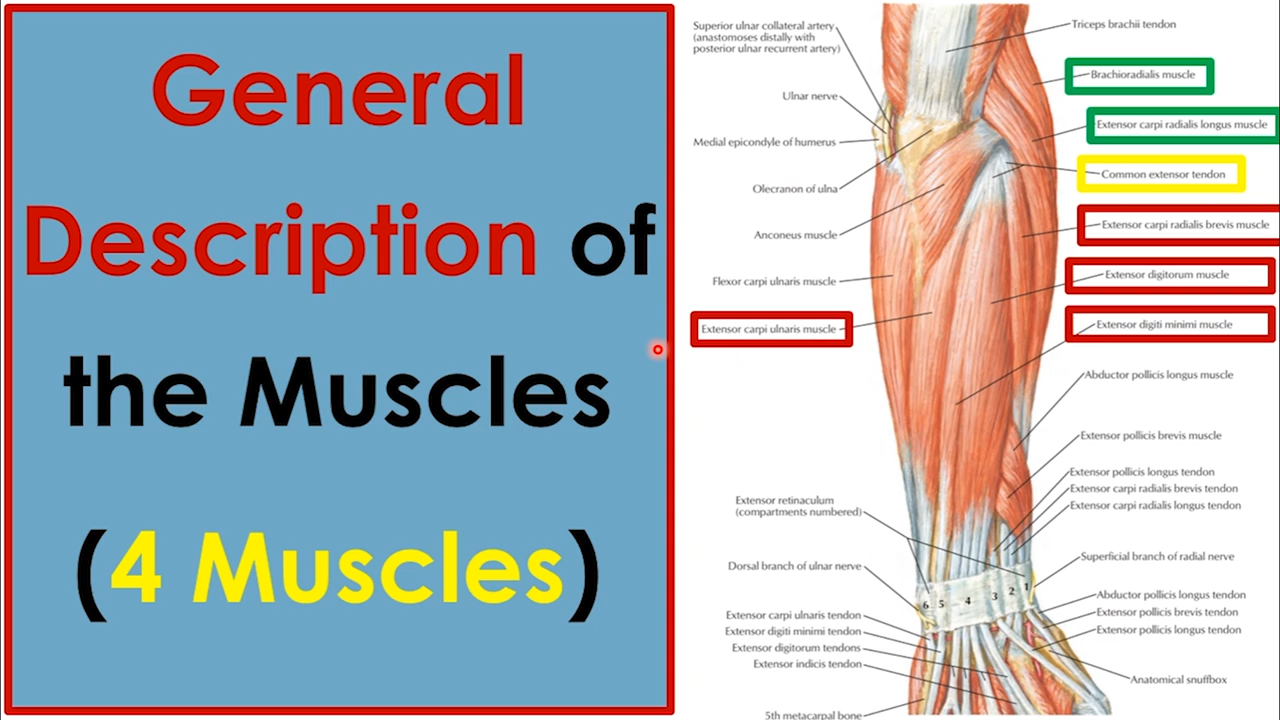 General
Description of
the Muscles
(4 Muscles)
Superior ulnar collateral artery
(anastomoses distally with
posterior ulnar recurrent artery)
Ulnar nerve
Medial epicondyle of humerus
Olecranon of ulna
Anconeus muscle
Flexor carpi ulnaris muscle
Extensor carpi ulnaris muscle
Extensor retinaculum
(compartments numbered)
Dorsal branch of ulnar nerve
Extensor carpi ulnaris tendon
Extensor digiti minimi tendon
Extensor digitorum tendons
Extensor indicis tendon
5th metacarpal bone
6 5 4 3 2 1
Triceps brachii tendon
Brachioradialis muscle
Extensor carpi radialis longus muscle
Common extensor tendon
Extensor carpi radialis brevis muscle
Extensor digitorum muscle
Extensor digiti minimi muscle
Abductor pollicis longus muscle
Extensor pollicis brevis muscle
Extensor pollicis longus tendon
Extensor carpi radialis brevis tendon
Extensor carpi radialis longus tendon
Superficial branch of radial nerve
Abductor pollicis longus tendon
Extensor pollicis brevis tendon
Extensor pollicis longus tendon
Anatomical snuffbox